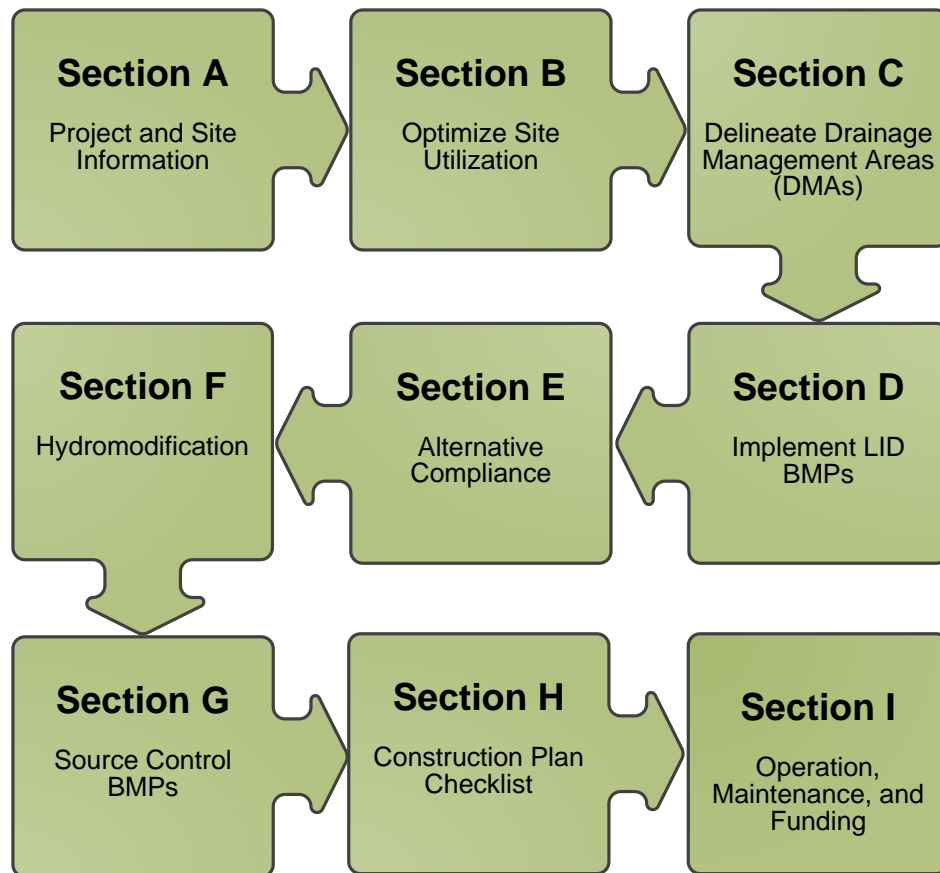 Section A
Project and Site
Information
Section B
Optimize Site
Utilization
Section C
Delineate Drainage
Management Areas
(DMAs)
Section D
Implement LID
BMPs
Section E
Alternative
Compliance
Section F
Hydromodification
Section G
Source Control
BMPs
Section H
Construction Plan
Checklist
Section I
Operation,
Maintenance, and
Funding